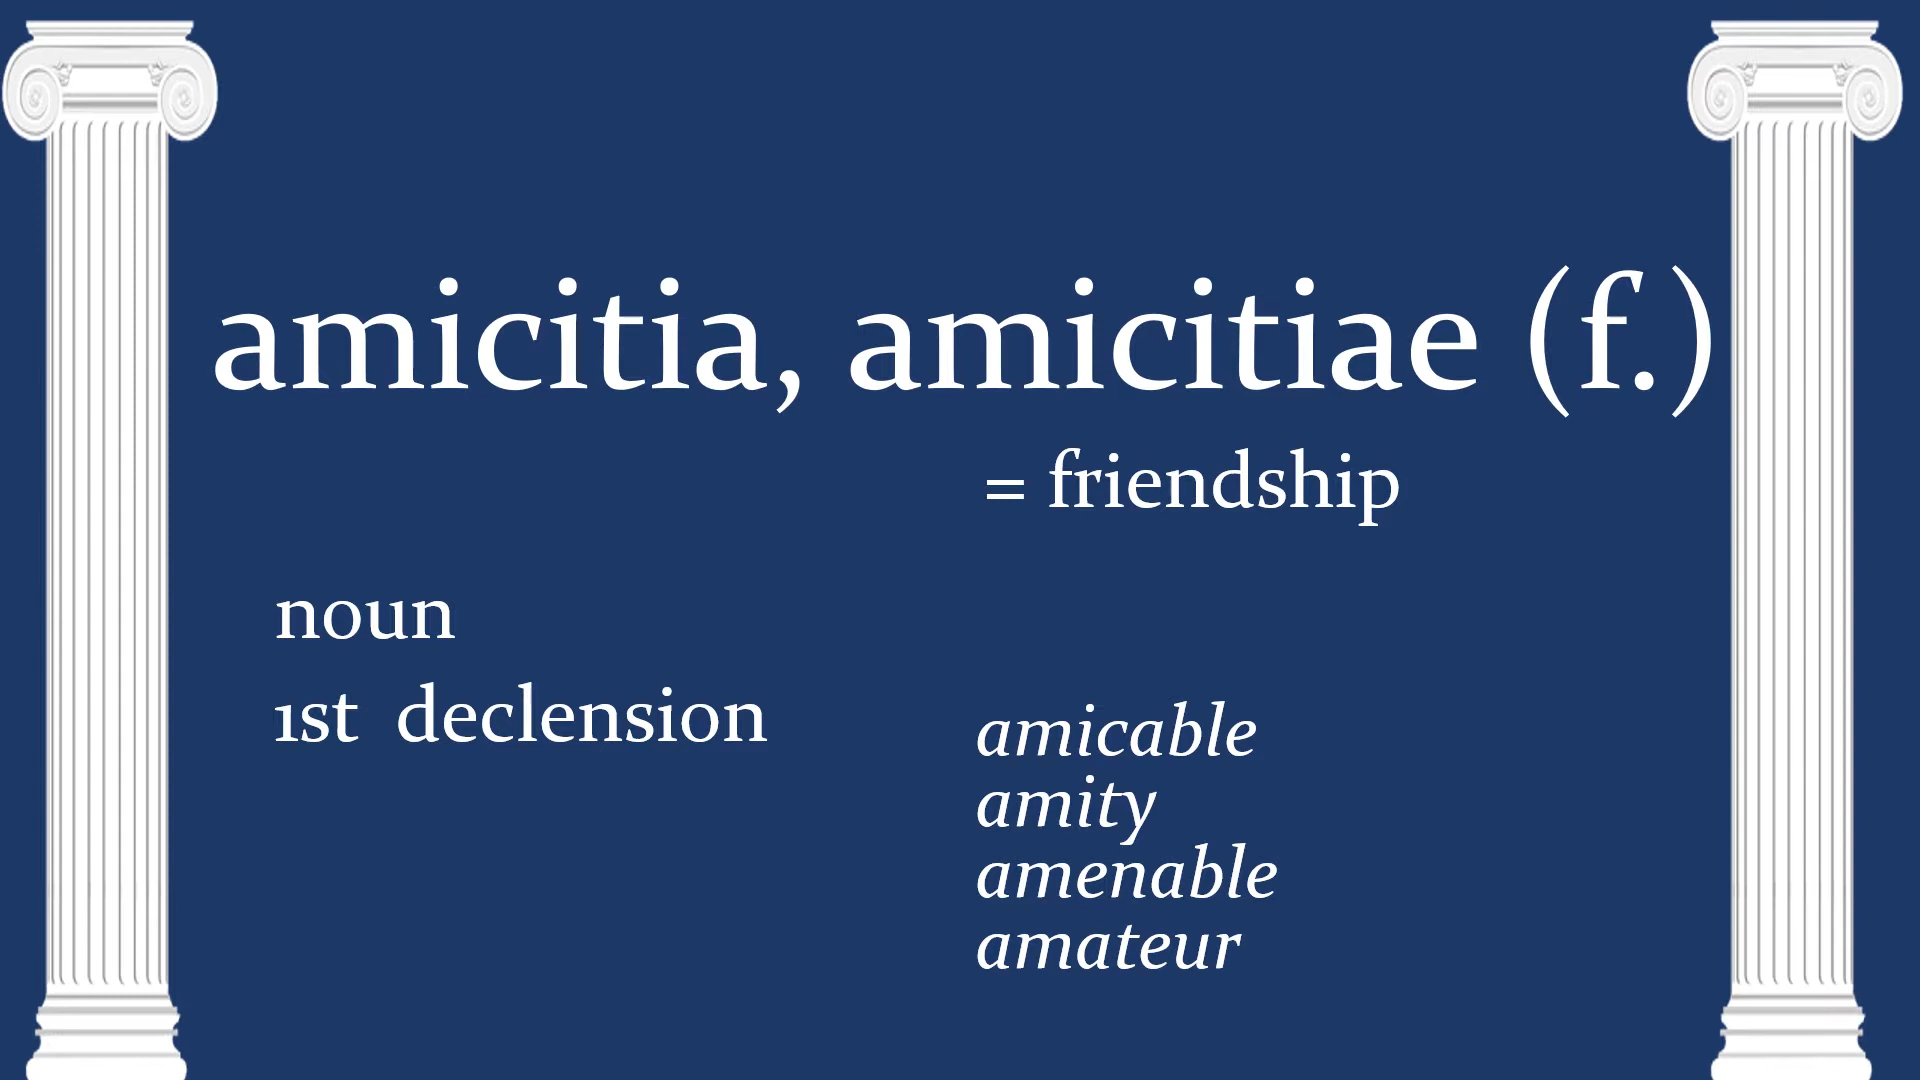 amicitia, amicitiae (f.)
= friendship
noun
1st declension
amicable
amity
amenable
amateur